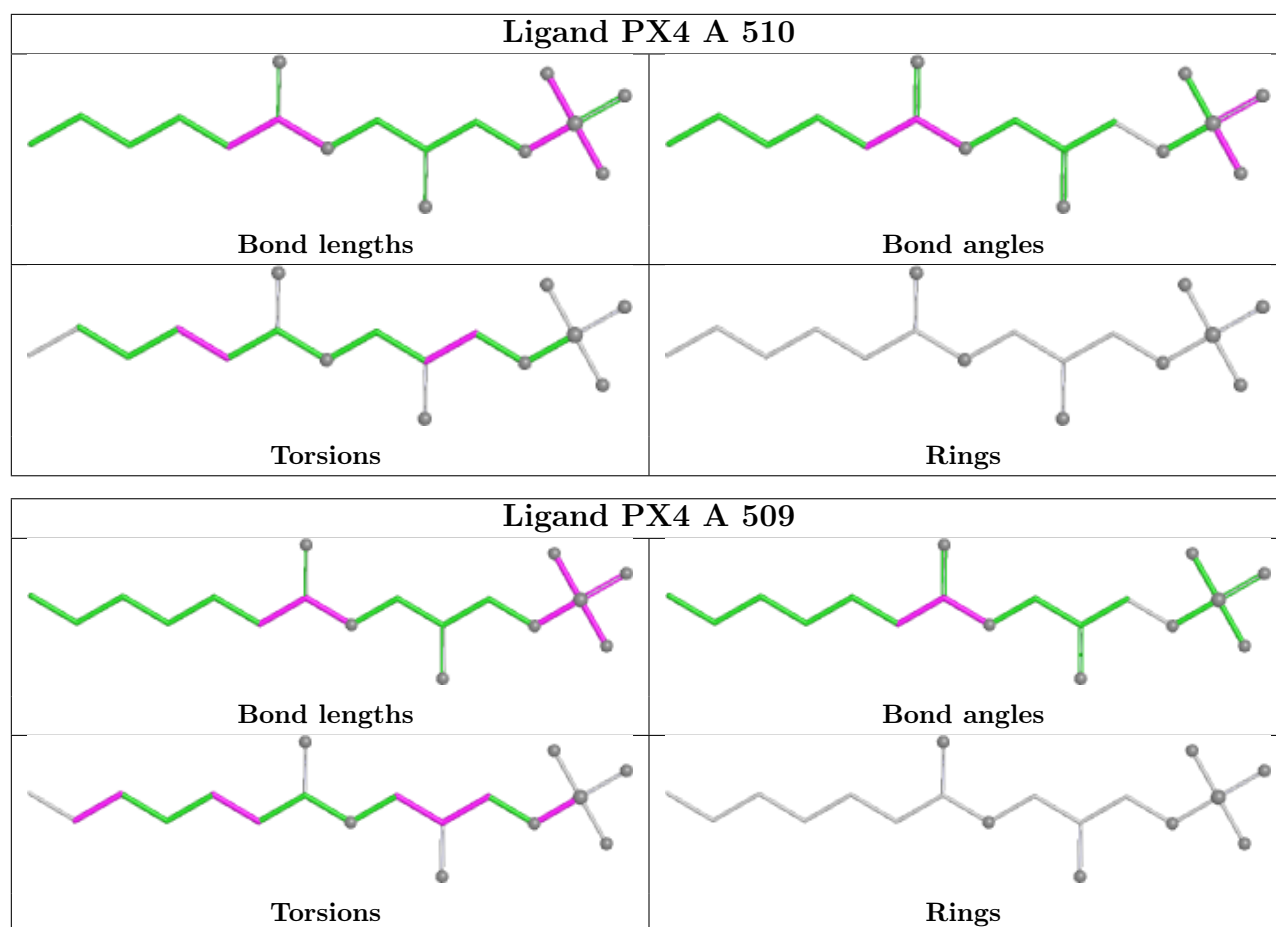 Ligand PX4 A 510
Bond lengths
Bond angles
Torsions
Rings
Ligand PX4 A 509
Bond lengths
Bond angles
Torsions
Rings